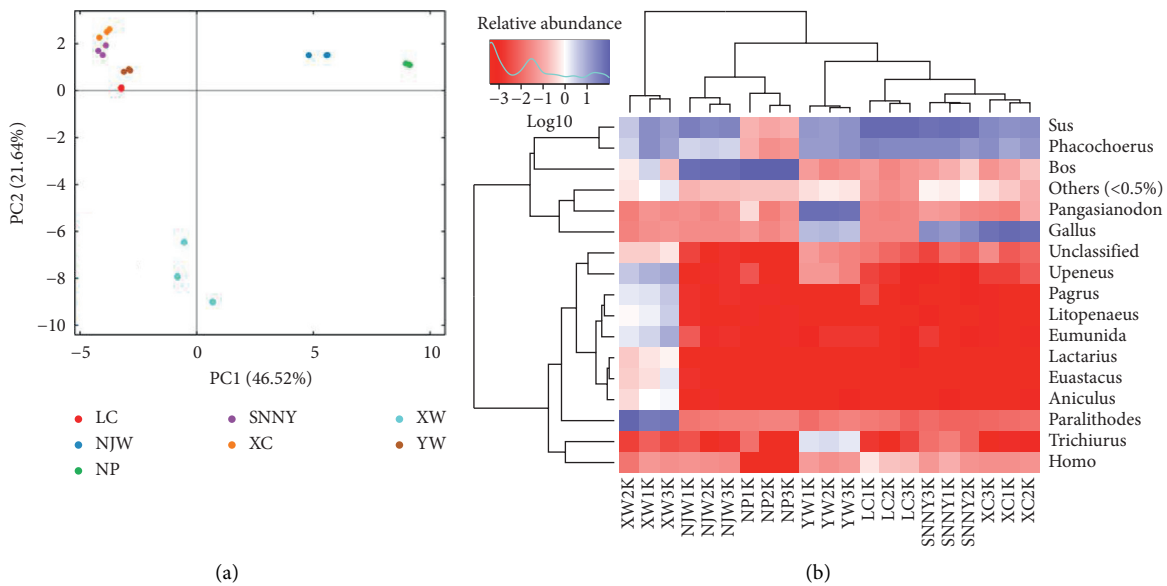 2
0
−2
−4
−6
−8
−10
PC2 (21.64%)
−5
0
5
10
PC1 (46.52%)
LC
SNNY
XW
NJW
XC
YW
NP
(a)
Relative abundance
−3 −2 −1 0 1
Log10
Sus
Phacochoerus
Bos
Others (<0.5%)
Pangasianodon
Gallus
Unclassified
Upeneus
Pagrus
Litopenaeus
Eumunida
Lactarius
Euastacus
Aniculus
Paralithodes
Trichiurus
Homo
XW2K
XW1K
XW3K
NJW1K
NJW2K
NJW3K
NP1K
NP2K
NP3K
YW1K
YW2K
YW3K
LC1K
LC2K
LC3K
SNNY3K
SNNY1K
SNNY2K
XC3K
XC1K
XC2K
(b)